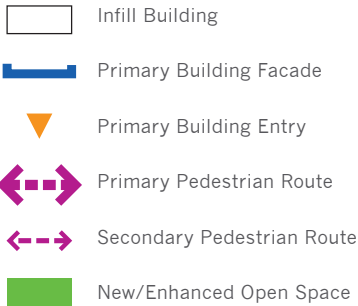 Infill Building
Primary Building Facade
Primary Building Entry
Primary Pedestrian Route
Secondary Pedestrian Route
New/Enhanced Open Space